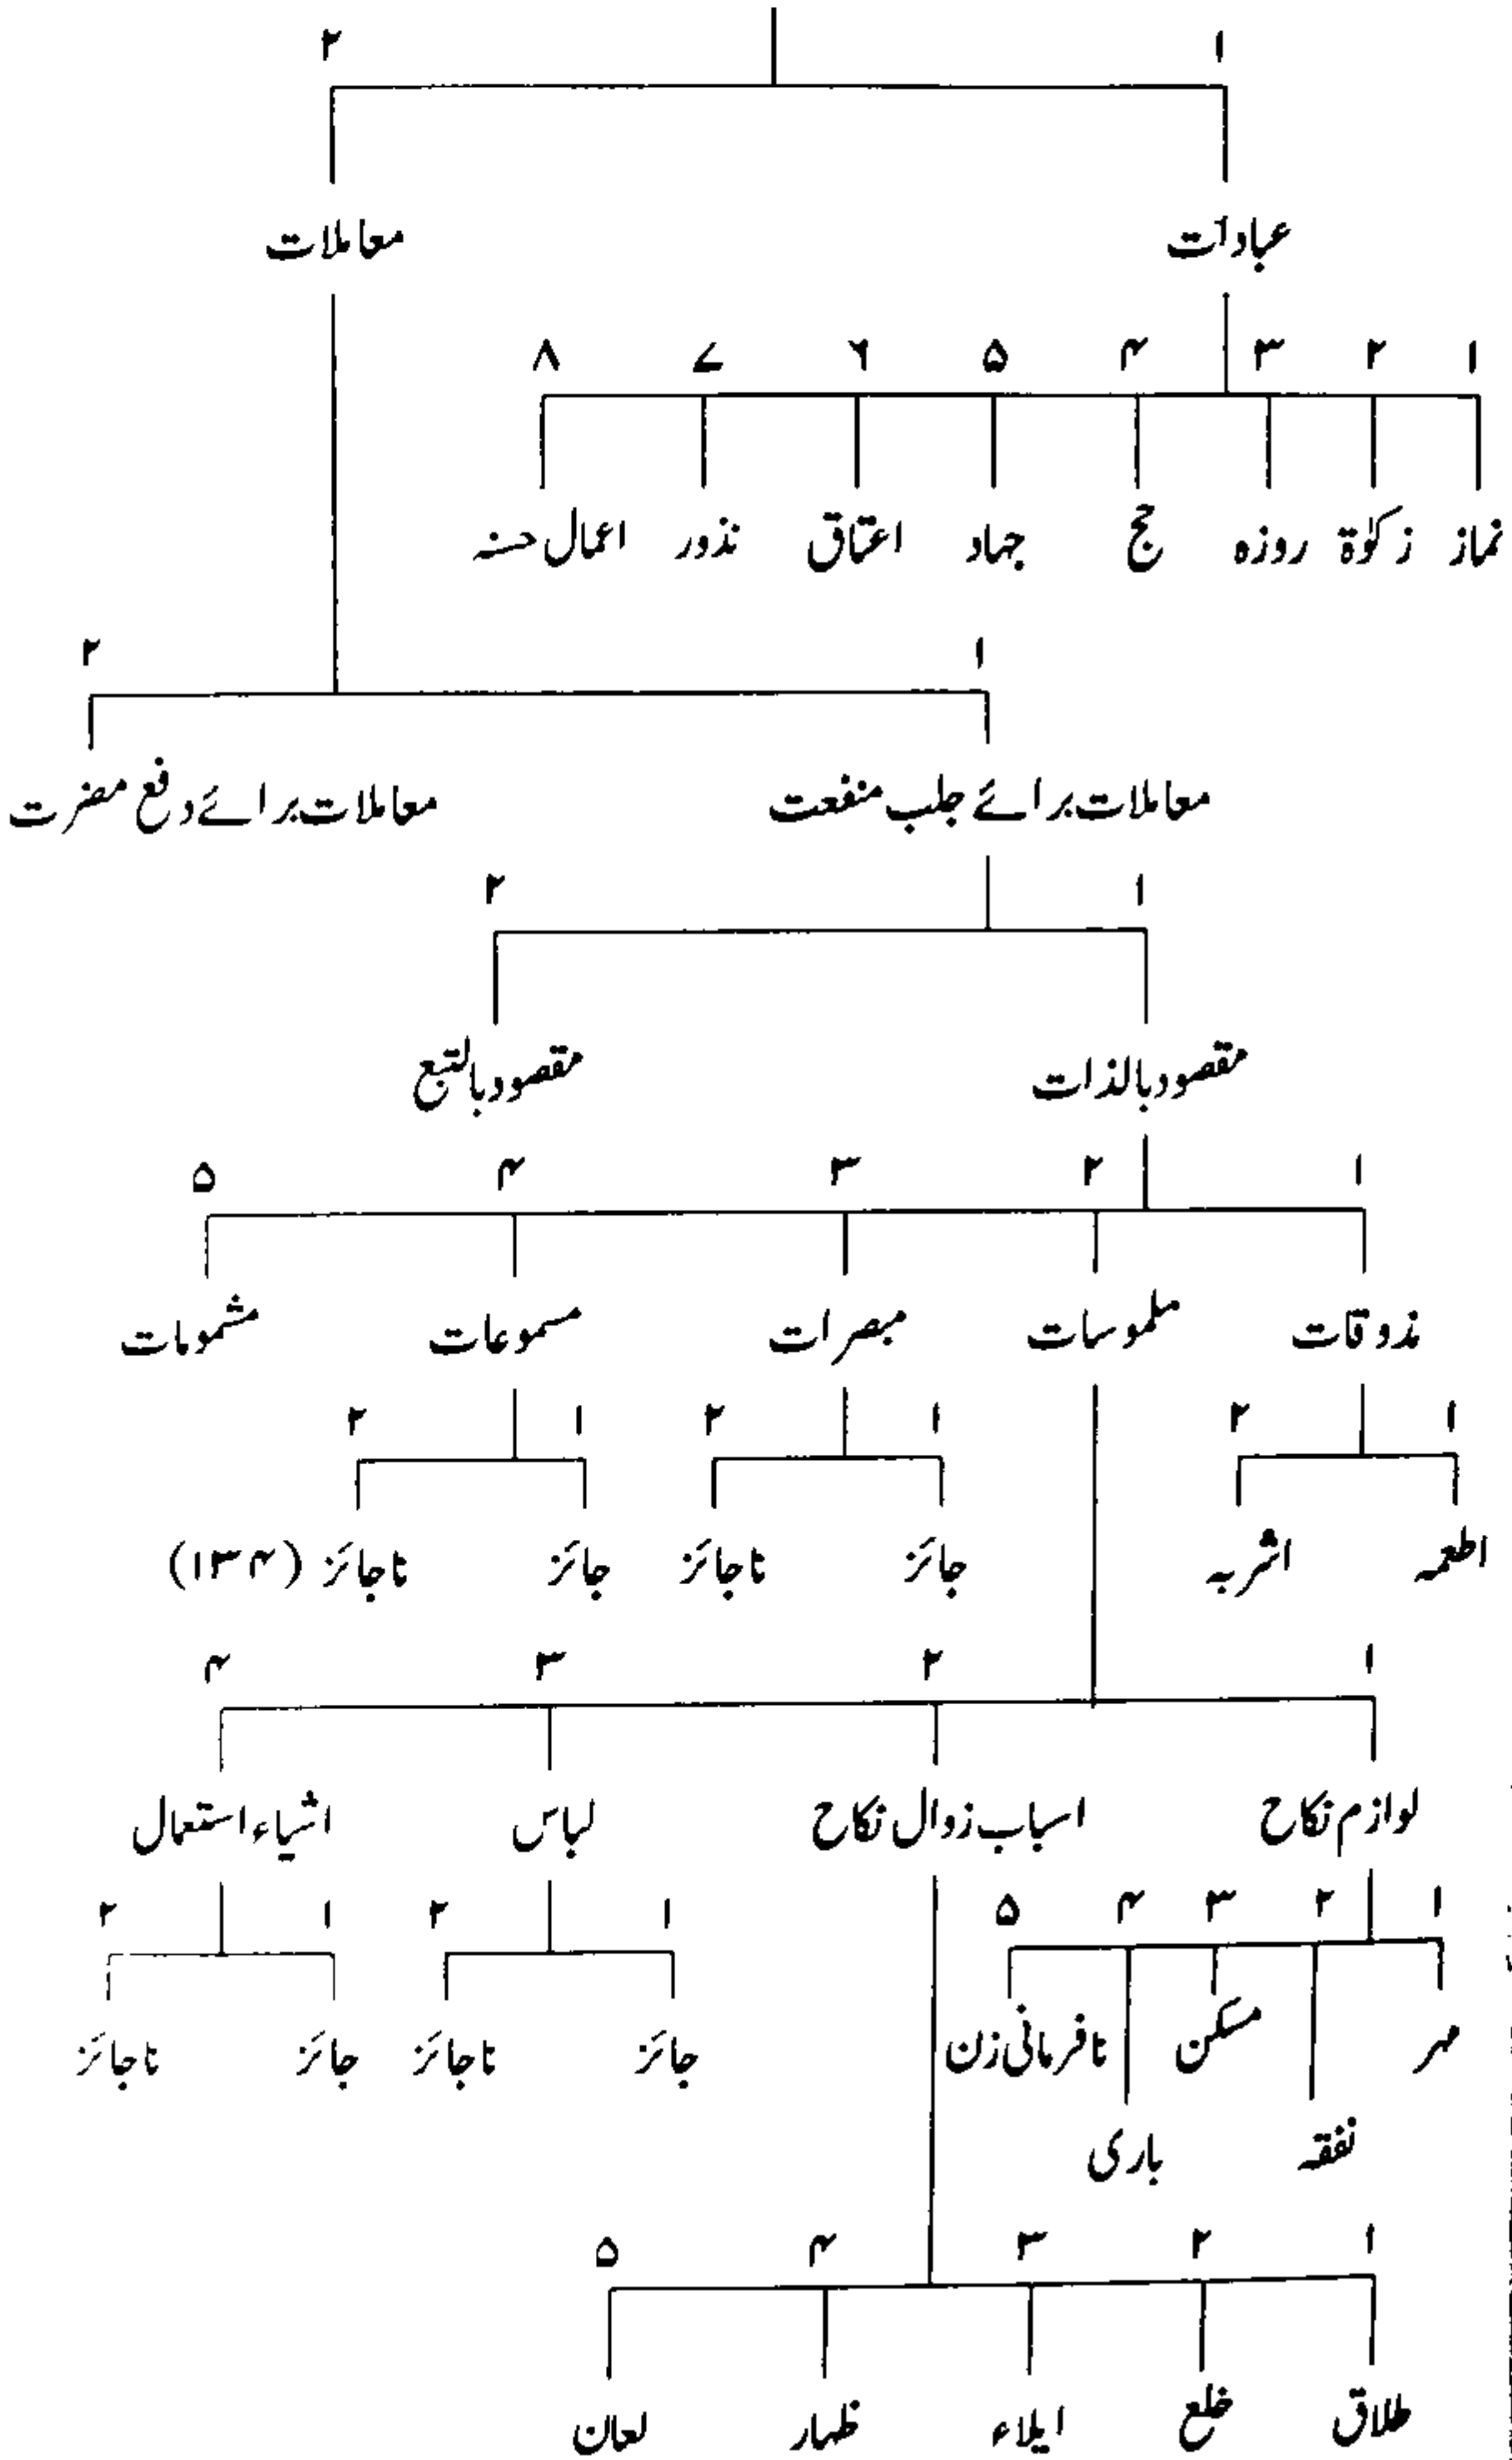 ۱ ۲
عبادات معاملات
۱ ۲ ۳ ۴ ۵ ۶ ۷ ۸
نماز زکوٰۃ روزہ حج جہاد اعتاق نذور اعمال حسنہ
۱ ۲
معاملات برائے جلب منفعت معاملات برائے دفع مضرت
۱ ۲
مقصود بالذات مقصود بالتبع
۱ ۲ ۳ ۴ ۵
مذوقات ملموسات مبصرات مسموعات مشمومات
۱ ۲ ۱ ۲ ۱ ۲
اطعمہ اشربہ جائز ناجائز جائز ناجائز (۱۳۴)
۱ ۲ ۳ ۴
لوازم نکاح اسباب زوال نکاح لباس اشیاء استعمال
۱ ۲ ۳ ۴ ۵ ۱ ۲ ۱ ۲
مہر مسکن نافرمانی زن جائز ناجائز جائز ناجائز
نفقہ باری
۱ ۲ ۳ ۴ ۵
طلاق خلع ایلاء ظہار لعان